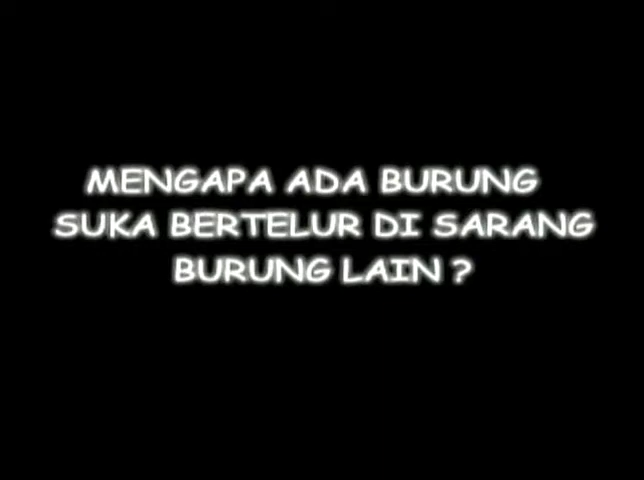 MENGAPA ADA BURUNG
SUKA BERTELUR DI SARANG
BURUNG LAIN ?